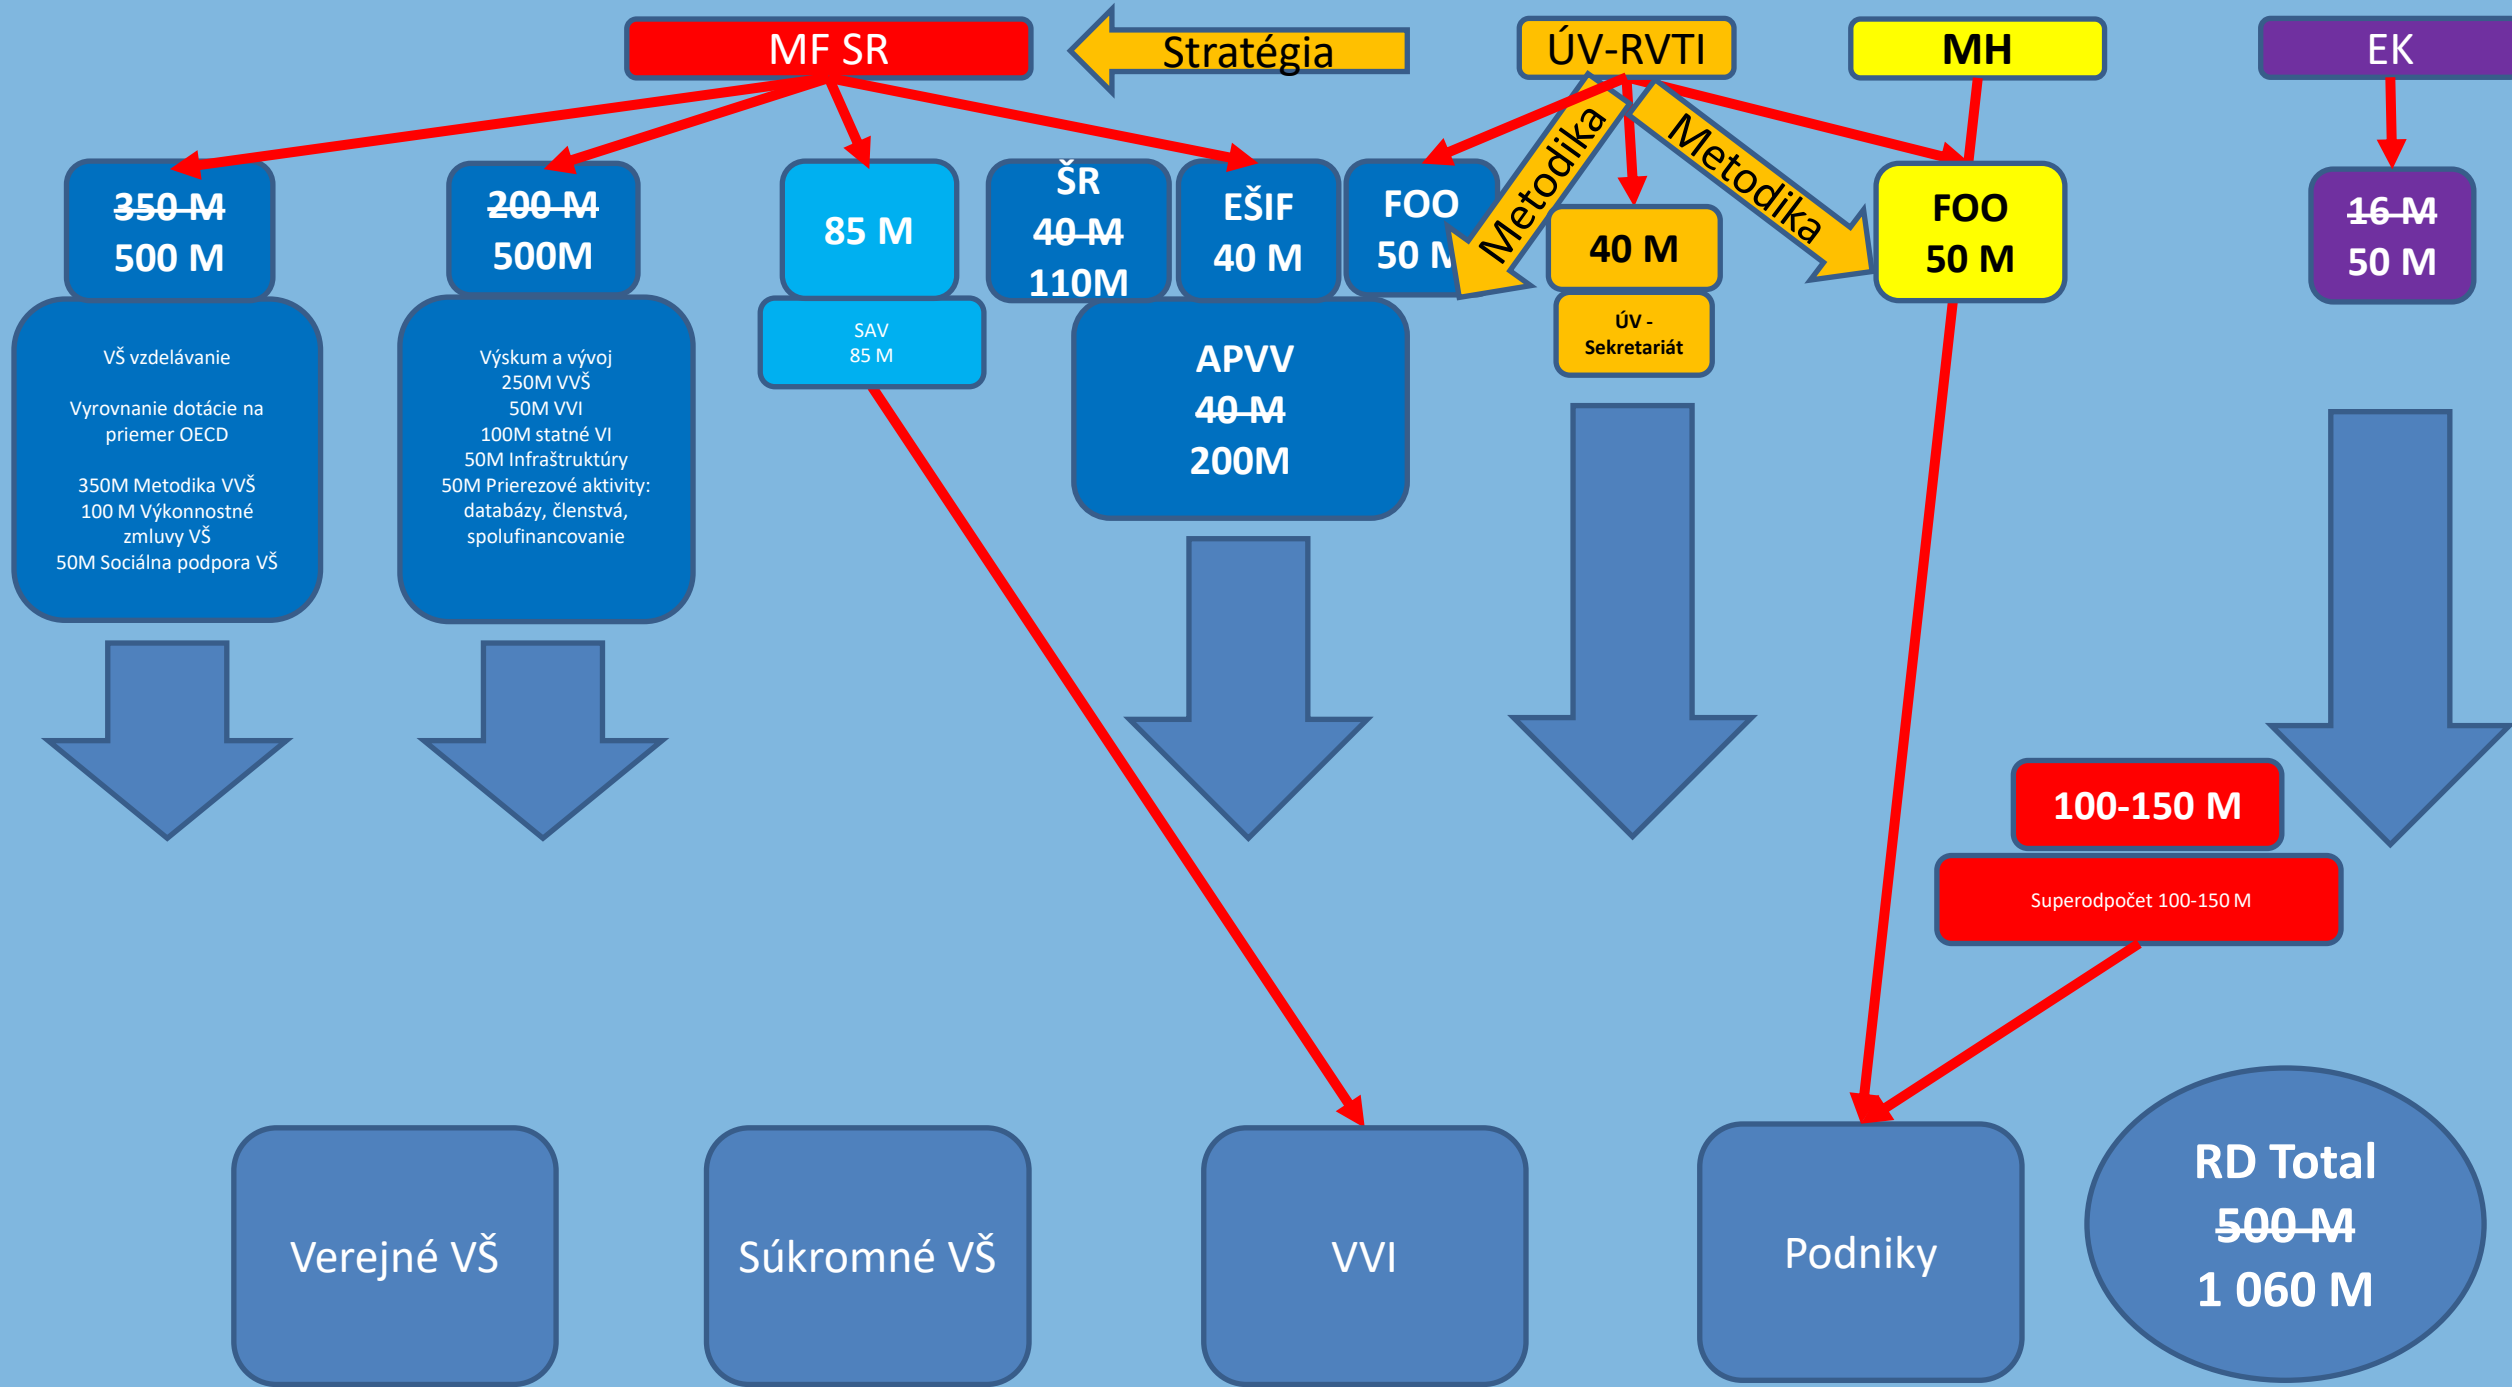 MF SR
Stratégia
ÚV-RVTI
MH
EK
Metodika
Metodika
350 M
500 M
200 M
500M
85 M
ŠR
40 M
110M
EŠIF
40 M
FOO
50 M
40 M
FOO
50 M
16 M
50 M
VŠ vzdelávanie
Vyrovnanie dotácie na
priemer OECD
350M Metodika VVŠ
100 M Výkonnostné
zmluvy VŠ
50M Sociálna podpora VŠ
Výskum a vývoj
250M VVŠ
50M VVI
100M statné VI
50M Infraštruktúry
50M Prierezové aktivity:
databázy, členstvá,
spolufinancovanie
SAV
85 M
APVV
40 M
200M
ÚV -
Sekretariát
100-150 M
Superodpočet 100-150 M
Verejné VŠ
Súkromné VŠ
VVI
Podniky
RD Total
500 M
1 060 M